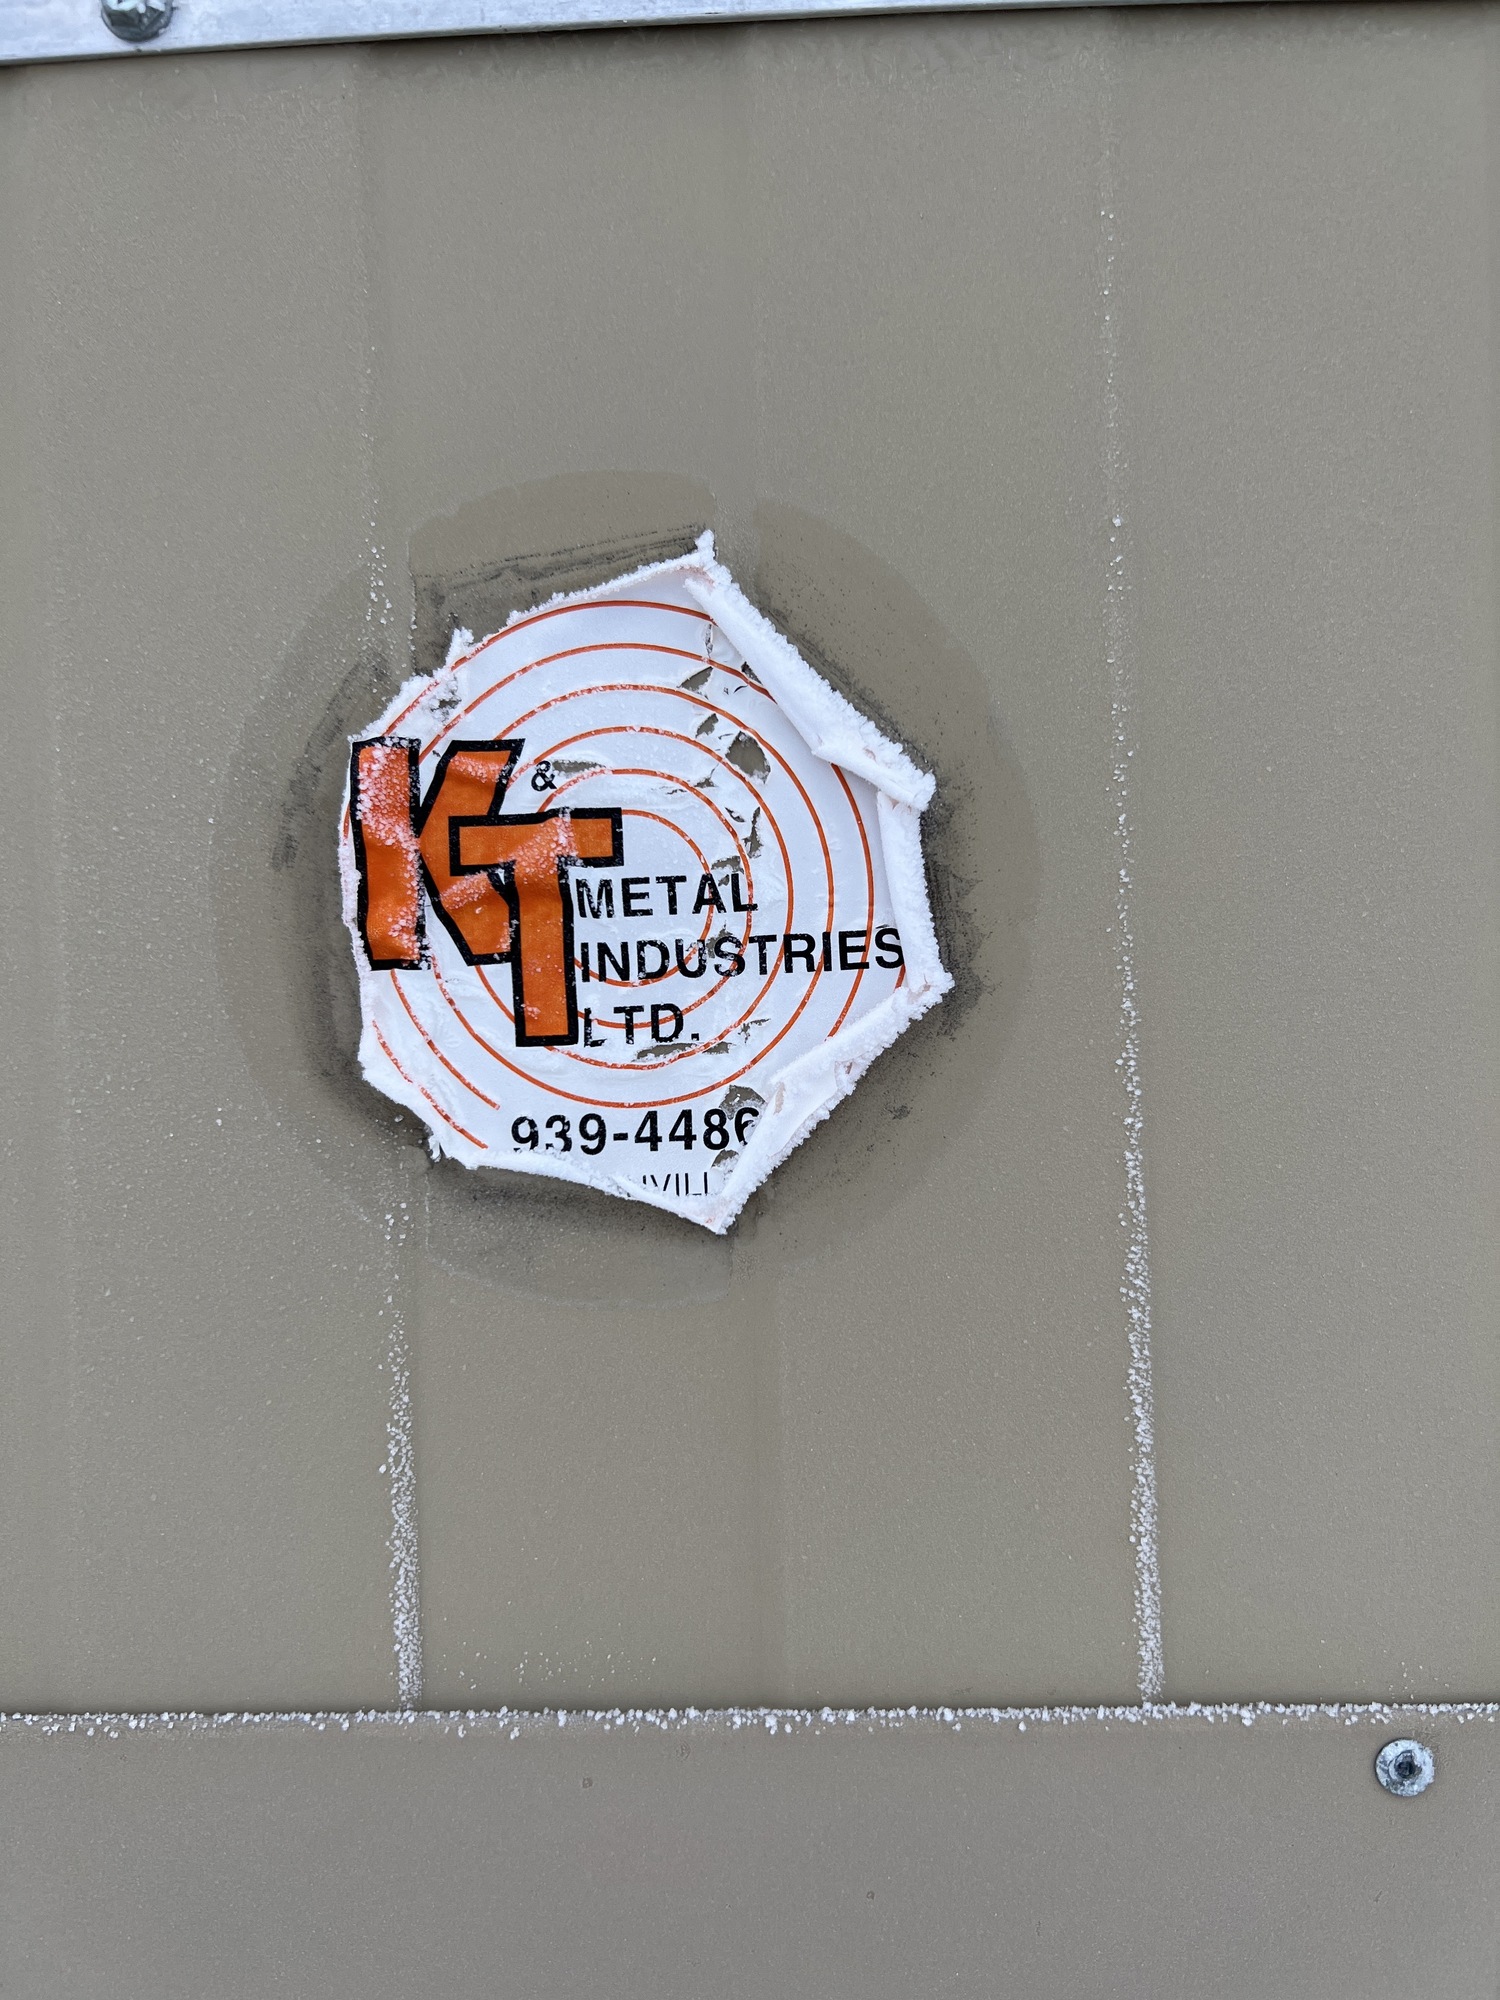 K&T
METAL
INDUSTRIES
LTD.
939-4486